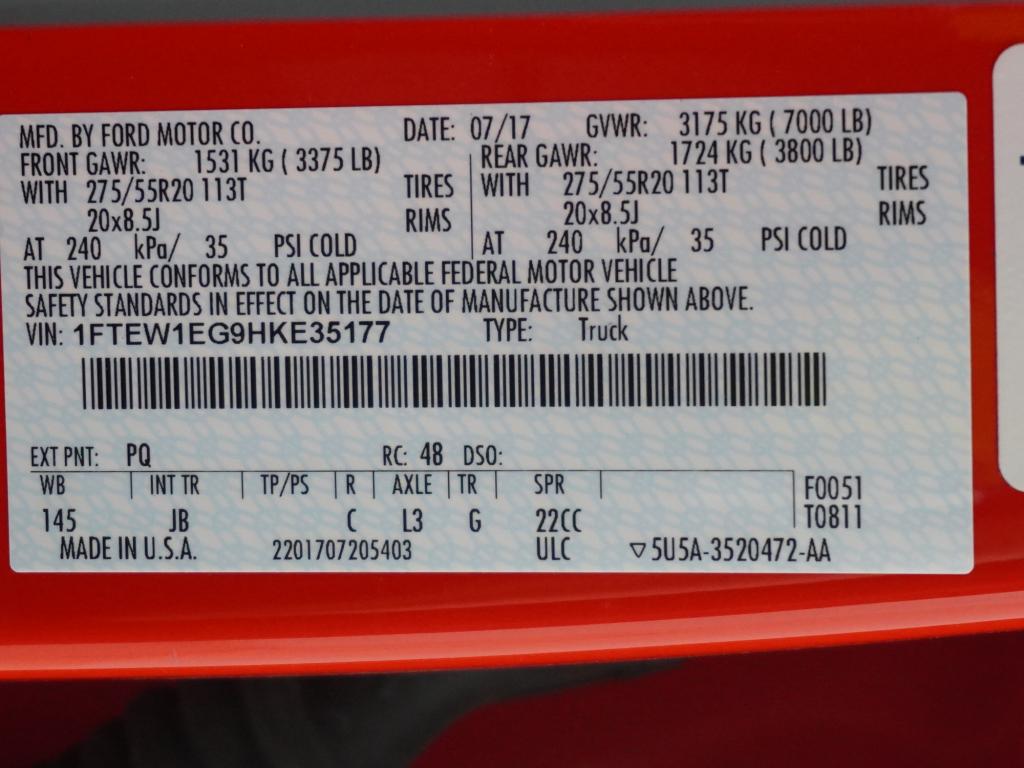 MFD. BY FORD MOTOR CO. DATE: 07/17 GVWR: 3175 KG ( 7000 LB)
FRONT GAWR: 1531 KG ( 3375 LB) REAR GAWR: 1724 KG ( 3800 LB)
WITH 275/55R20 113T TIRES WITH 275/55R20 113T TIRES
20x8.5J RIMS 20x8.5J RIMS
AT 240 kPa/ 35 PSI COLD AT 240 kPa/ 35 PSI COLD
THIS VEHICLE CONFORMS TO ALL APPLICABLE FEDERAL MOTOR VEHICLE
SAFETY STANDARDS IN EFFECT ON THE DATE OF MANUFACTURE SHOWN ABOVE.
VIN: 1FTEW1EG9HKE35177 TYPE: Truck
EXT PNT: PQ RC: 48 DSO:
WB INT TR TP/PS R AXLE TR SPR F0051
145 JB C L3 G 22CC T0811
MADE IN U.S.A. 2201707205403 ULC ▽5U5A-3520472-AA